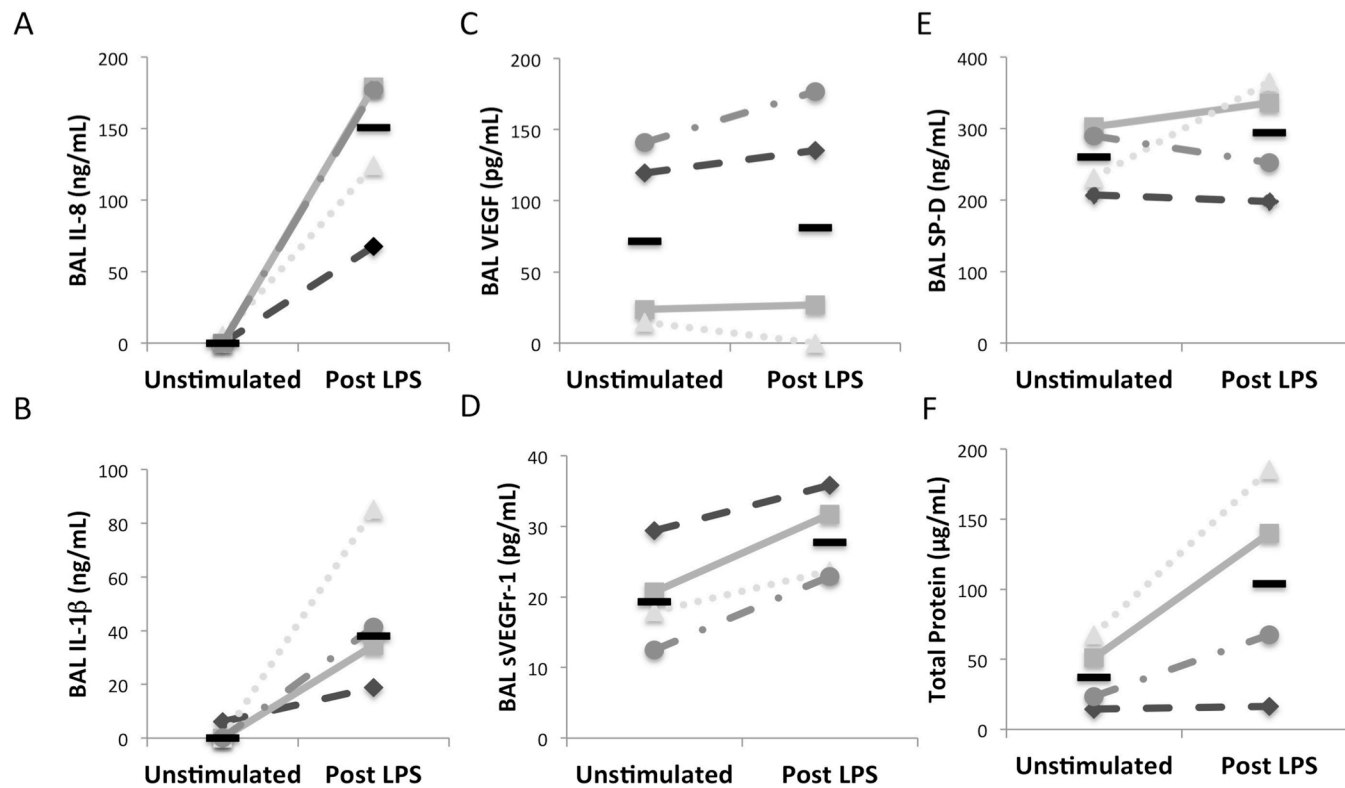 A
BAL IL-8 (ng/mL)
200
150
100
50
0
Unstimulated Post LPS
B
BAL IL-1β (ng/mL)
100
80
60
40
20
0
Unstimulated Post LPS
C
BAL VEGF (pg/mL)
200
150
100
50
0
Unstimulated Post LPS
D
BAL sVEGFr-1 (pg/mL)
40
30
20
10
0
Unstimulated Post LPS
E
BAL SP-D (ng/mL)
400
300
200
100
0
Unstimulated Post LPS
F
Total Protein (µg/mL)
200
150
100
50
0
Unstimulated Post LPS